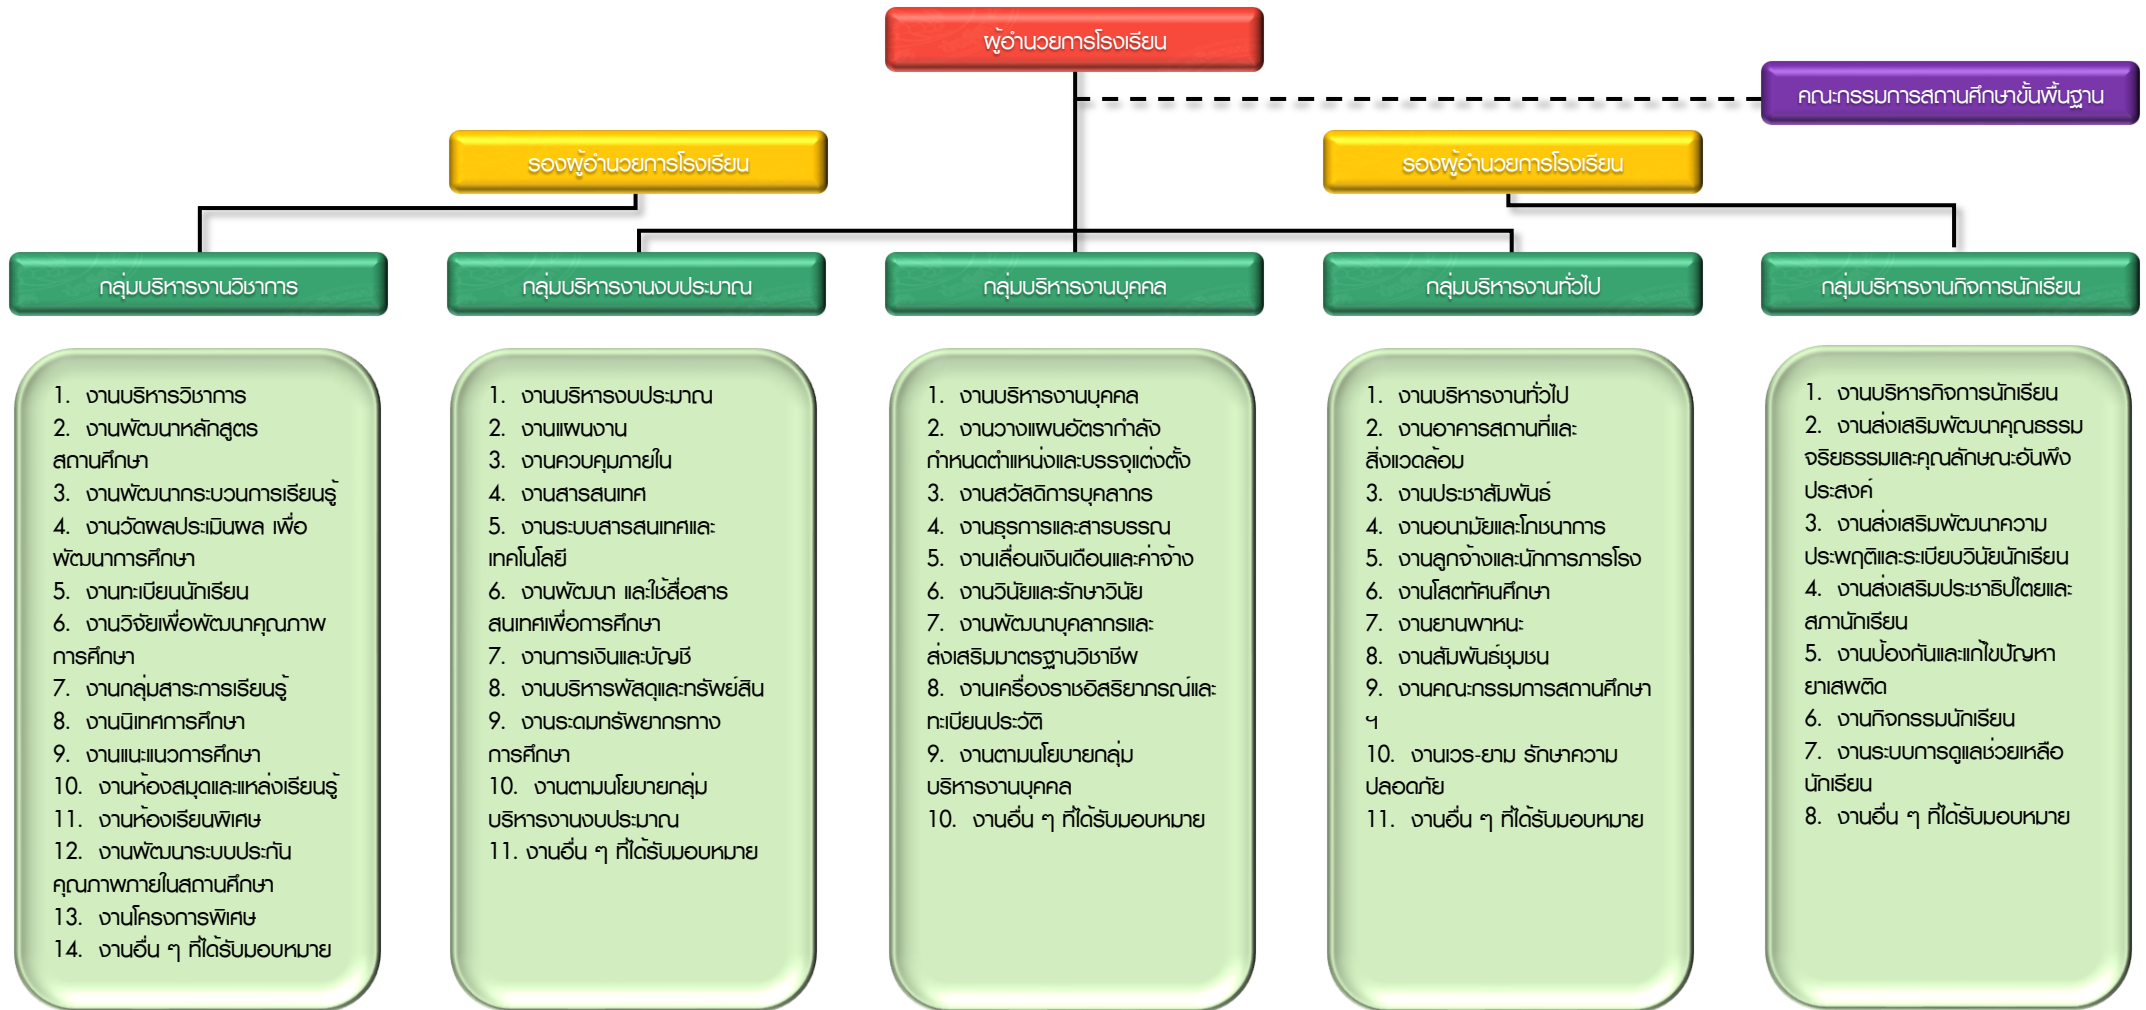 ผู้อำนวยการโรงเรียน
คณะกรรมการสถานศึกษาขั้นพื้นฐาน
รองผู้อำนวยการโรงเรียน
รองผู้อำนวยการโรงเรียน
กลุ่มบริหารงานวิชาการ
กลุ่มบริหารงานงบประมาณ
กลุ่มบริหารงานบุคคล
กลุ่มบริหารงานทั่วไป
กลุ่มบริหารงานกิจการนักเรียน
1. งานบริหารวิชาการ
2. งานพัฒนาหลักสูตร
สถานศึกษา
3. งานพัฒนากระบวนการเรียนรู้
4. งานวัดผลประเมินผล เพื่อ
พัฒนาการศึกษา
5. งานทะเบียนนักเรียน
6. งานวิจัยเพื่อพัฒนาคุณภาพ
การศึกษา
7. งานกลุ่มสาระการเรียนรู้
8. งานนิเทศการศึกษา
9. งานแนะแนวการศึกษา
10. งานห้องสมุดและแหล่งเรียนรู้
11. งานห้องเรียนพิเศษ
12. งานพัฒนาระบบประกัน
คุณภาพภายในสถานศึกษา
13. งานโครงการพิเศษ
14. งานอื่น ๆ ที่ได้รับมอบหมาย
1. งานบริหารงบประมาณ
2. งานแผนงาน
3. งานควบคุมภายใน
4. งานสารสนเทศ
5. งานระบบสารสนเทศและ
เทคโนโลยี
6. งานพัฒนา และใช้สื่อสาร
สนเทศเพื่อการศึกษา
7. งานการเงินและบัญชี
8. งานบริหารพัสดุและทรัพย์สิน
9. งานระดมทรัพยากรทาง
การศึกษา
10. งานตามนโยบายกลุ่ม
บริหารงานงบประมาณ
11. งานอื่น ๆ ที่ได้รับมอบหมาย
1. งานบริหารงานบุคคล
2. งานวางแผนอัตรากำลัง
กำหนดตำแหน่งและบรรจุแต่งตั้ง
3. งานสวัสดิการบุคลากร
4. งานธุรการและสารบรรณ
5. งานเลื่อนเงินเดือนและค่าจ้าง
6. งานวินัยและรักษาวินัย
7. งานพัฒนาบุคลากรและ
ส่งเสริมมาตรฐานวิชาชีพ
8. งานเครื่องราชอิสริยาภรณ์และ
ทะเบียนประวัติ
9. งานตามนโยบายกลุ่ม
บริหารงานบุคคล
10. งานอื่น ๆ ที่ได้รับมอบหมาย
1. งานบริหารงานทั่วไป
2. งานอาคารสถานที่และ
สิ่งแวดล้อม
3. งานประชาสัมพันธ์
4. งานอนามัยและโภชนาการ
5. งานลูกจ้างและนักการภารโรง
6. งานโสตทัศนศึกษา
7. งานยานพาหนะ
8. งานสัมพันธ์ชุมชน
9. งานคณะกรรมการสถานศึกษา
ฯ
10. งานเวร-ยาม รักษาความ
ปลอดภัย
11. งานอื่น ๆ ที่ได้รับมอบหมาย
1. งานบริหารกิจการนักเรียน
2. งานส่งเสริมพัฒนาคุณธรรม
จริยธรรมและคุณลักษณะอันพึง
ประสงค์
3. งานส่งเสริมพัฒนาความ
ประพฤติและระเบียบวินัยนักเรียน
4. งานส่งเสริมประชาธิปไตยและ
สภานักเรียน
5. งานป้องกันและแก้ไขปัญหา
ยาเสพติด
6. งานกิจกรรมนักเรียน
7. งานระบบการดูแลช่วยเหลือ
นักเรียน
8. งานอื่น ๆ ที่ได้รับมอบหมาย